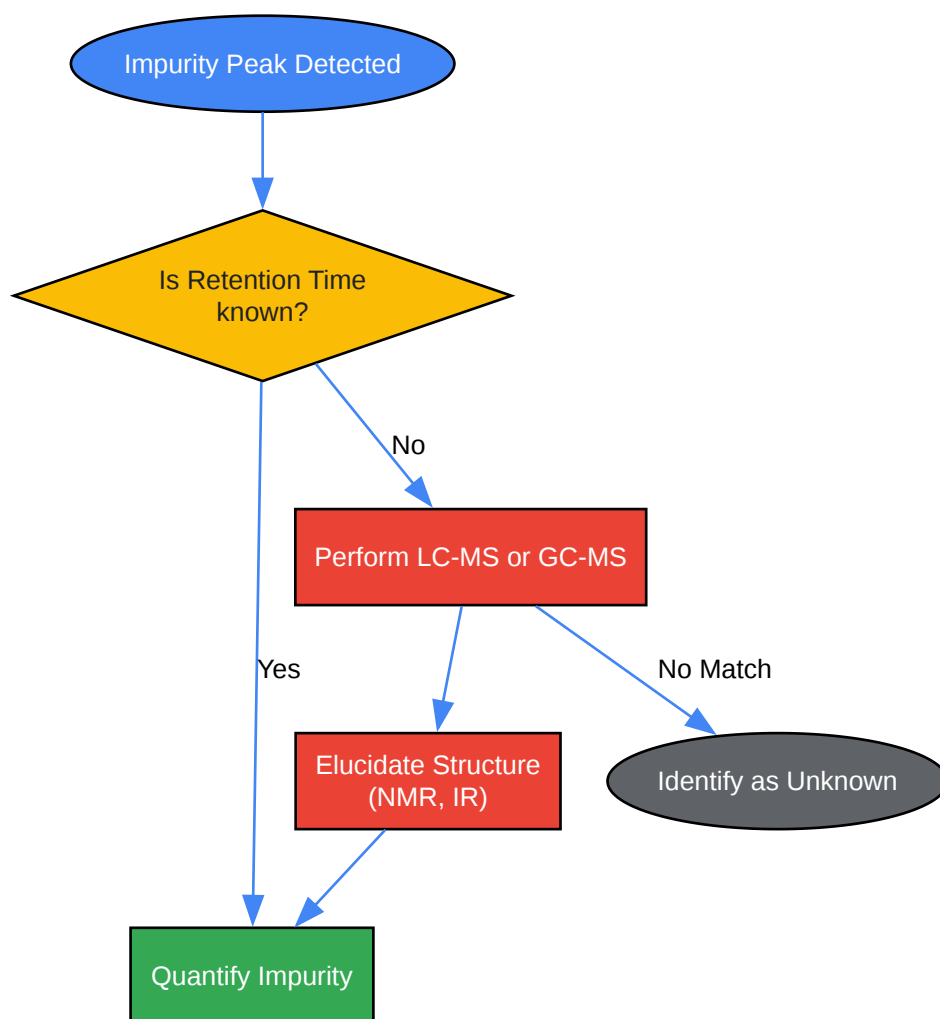 Impurity Peak Detected
Is Retention Time
known?
No
Perform LC-MS or GC-MS
Yes
No Match
Elucidate Structure
(NMR, IR)
Identify as Unknown
Quantify Impurity